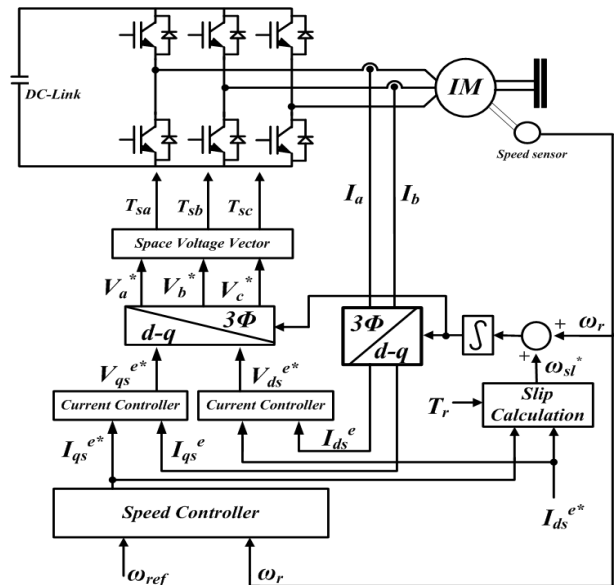 DC-Link
IM
Speed sensor
T_sa T_sb T_sc
I_a I_b
Space Voltage Vector
V_a^* V_b^* V_c^*
3Φ
d-q
3Φ
d-q
∫
+ ω_r
+
ω_sl^*
V_qs^e* V_ds^e*
Current Controller
Current Controller
T_r
Slip
Calculation
I_qs^e* I_qs^e I_ds^e
Speed Controller
I_ds^e*
ω_ref ω_r